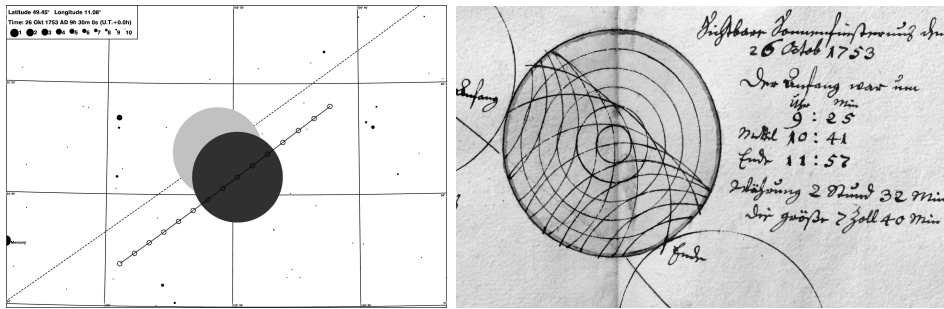 Latitude 49.45° Longitude 11.08°
Time: 26 Okt 1753 AD 9h 30m 0s (U.T.+0.0h)
1 2 3 4 5 6 7 8 9 10
Mercury
Sichtbare Sonnenfinsternus den
26 Octob 1753
Anfang
Der Anfang war um
Uhr Min
9 : 25
Mittel 10 : 41
Ende 11 : 57
Währung 2 Stund 32 Min
die größe 7 Zoll 40 Min
Ende